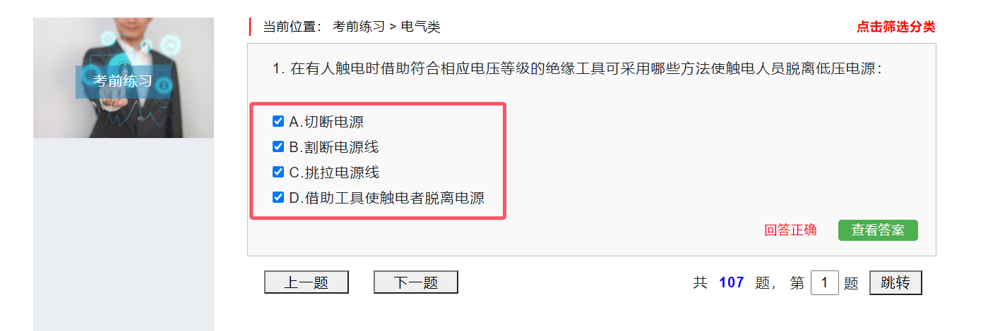 考前练习
当前位置： 考前练习 > 电气类
点击筛选分类
1. 在有人触电时借助符合相应电压等级的绝缘工具可采用哪些方法使触电人员脱离低压电源：
A.切断电源
B.割断电源线
C.挑拉电源线
D.借助工具使触电者脱离电源
回答正确 查看答案
上一题 下一题 共 107 题， 第 1 题 跳转